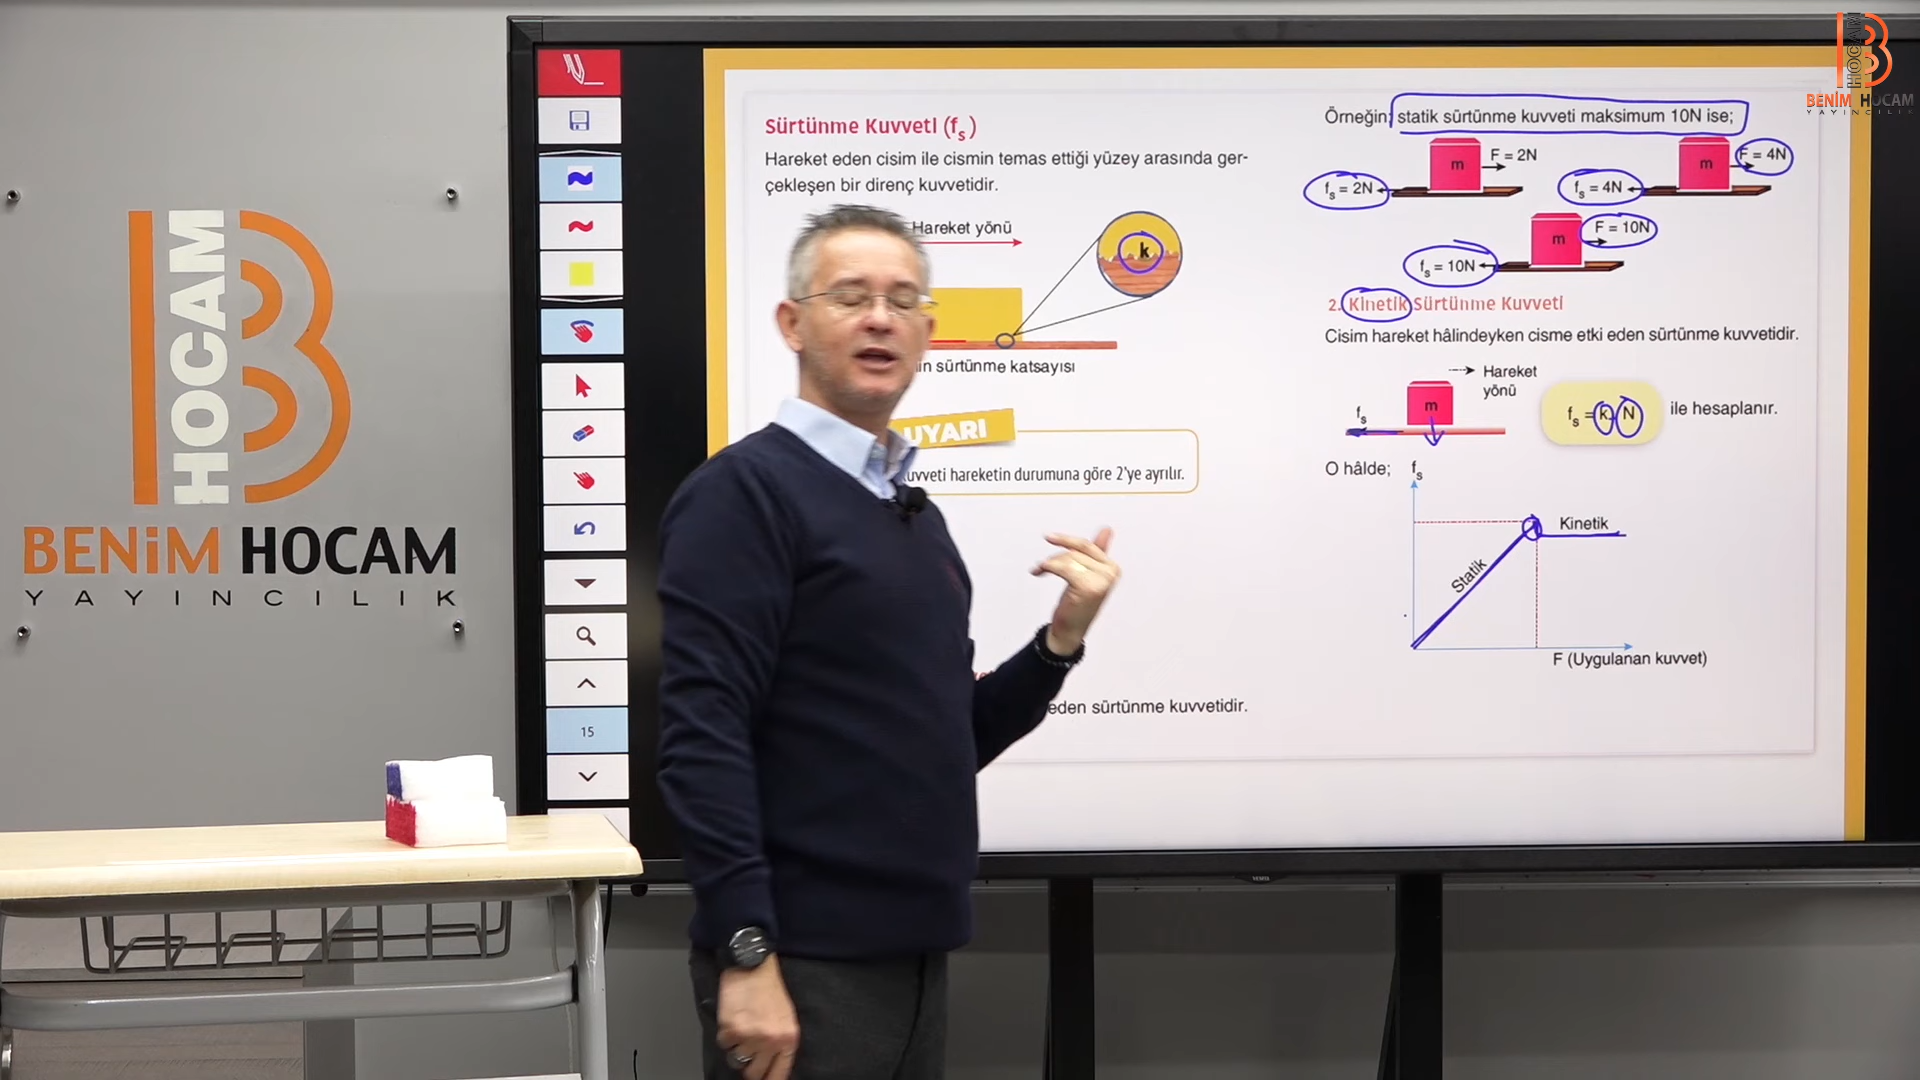 HOCAM
BENİM HOCAM
YAYINCILIK
15
Sürtünme Kuvveti (fs)
Hareket eden cisim ile cismin temas ettiği yüzey arasında ger-
çekleşen bir direnç kuvvetidir.
Hareket yönü
k
sürtünme katsayısı
UYARI
hareketin durumuna göre 2'ye ayrılır.
eden sürtünme kuvvetidir.
Örneğin; statik sürtünme kuvveti maksimum 10N ise;
m
F = 2N
fs = 2N
m
F = 4N
fs = 4N
m
F = 10N
fs = 10N
2. Kinetik Sürtünme Kuvveti
Cisim hareket hâlindeyken cisme etki eden sürtünme kuvvetidir.
Hareket
yönü
fs
m
fs = k.N ile hesaplanır.
O hâlde;
fs
Kinetik
Statik
F (Uygulanan kuvvet)
HOCAM
BENİM HOCAM
YAYINCILIK